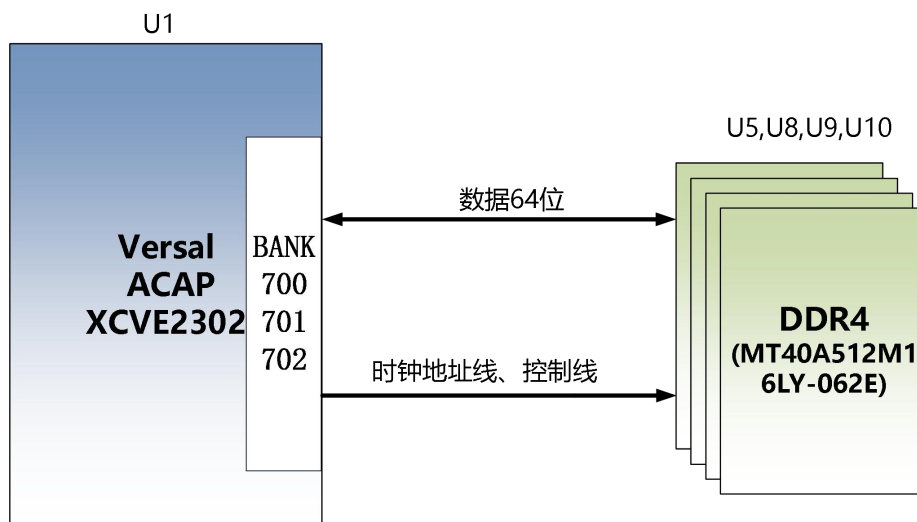 U1
U5,U8,U9,U10
数据64位
Versal
ACAP
XCVE2302
BANK
700
701
702
时钟地址线、控制线
DDR4
(MT40A512M1
6LY-062E)